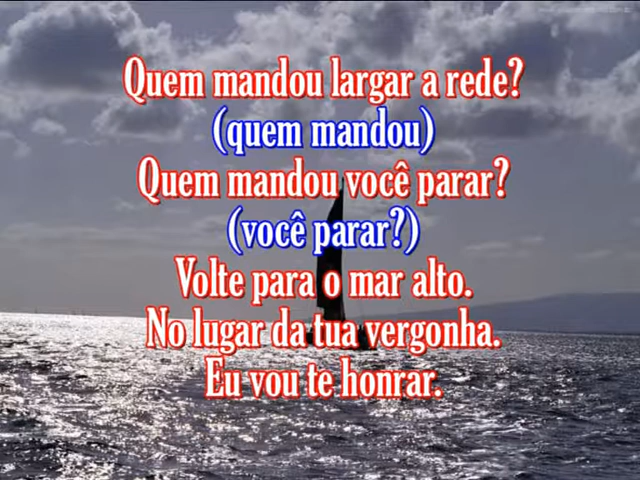 Quem mandou largar a rede?
(quem mandou)
Quem mandou você parar?
(você parar?)
Volte para o mar alto.
No lugar da tua vergonha.
Eu vou te honrar.